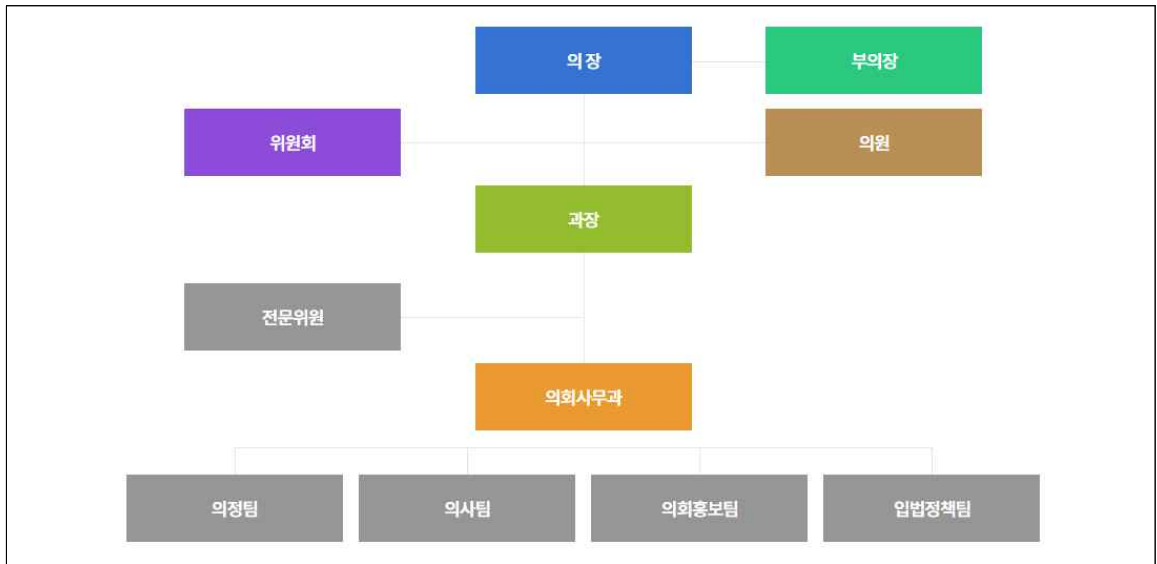 의장
부의장
위원회
의원
과장
전문위원
의회사무과
의정팀
의사팀
의회홍보팀
입법정책팀